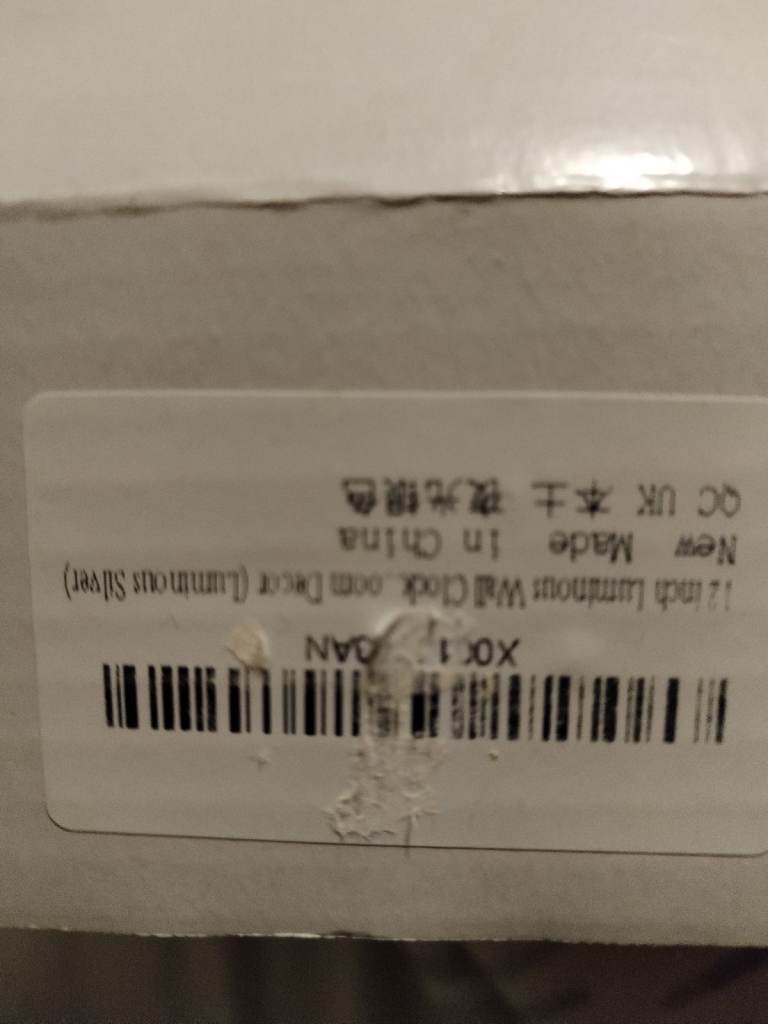 12 inch Luminous Wall Clock oom Decor (Luminous Silver)
New Made in China
QC UK 本土 夜光银色